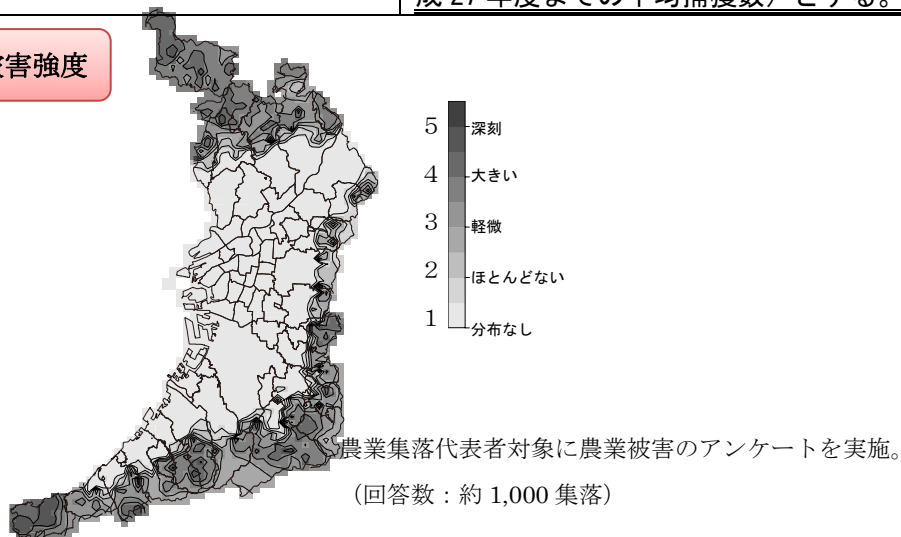 成 27 年度までの平均捕獲数）とする。
害強度
5
深刻
4
大きい
3
軽微
2
ほとんどない
1
分布なし
農業集落代表者対象に農業被害のアンケートを実施。
（回答数：約 1,000 集落）